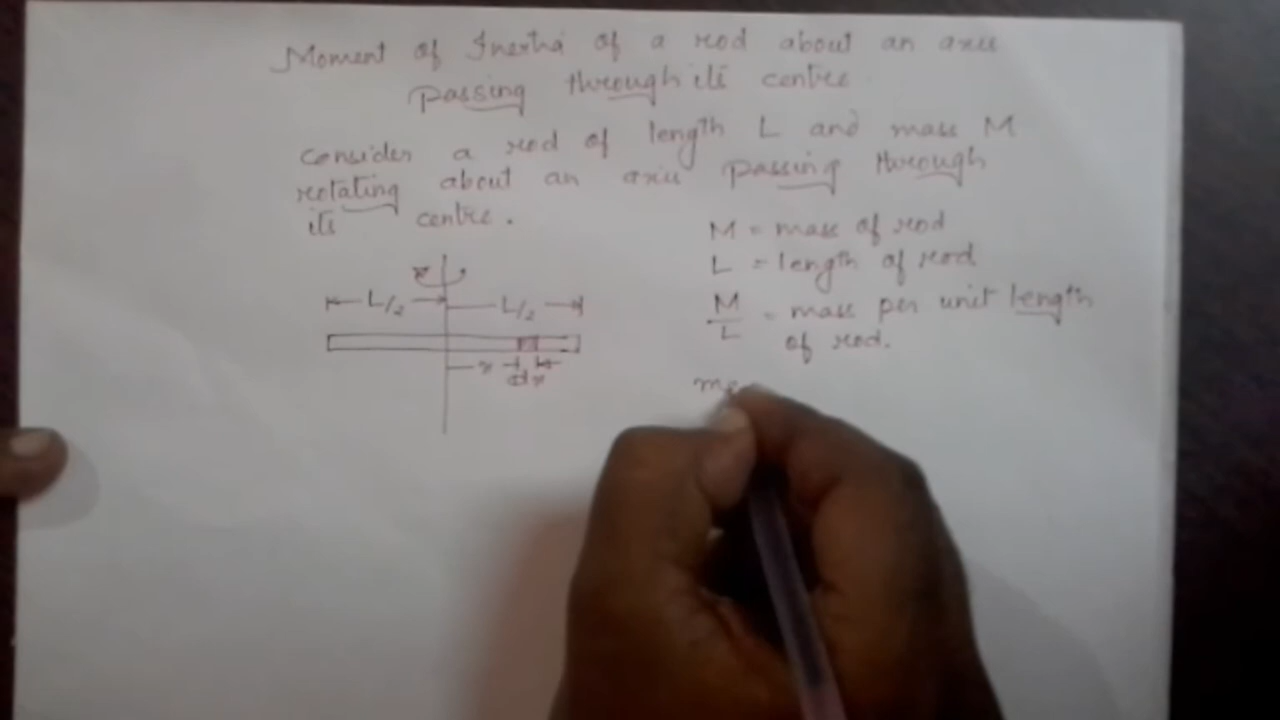 Moment of Inertia of a rod about an axis
Passing through its centre
Consider a rod of length L and mass M
rotating about an axis passing through
its centre.
M = mass of rod
L = length of rod
M/L = mass per unit length
of rod.
L/2 L/2
x dx